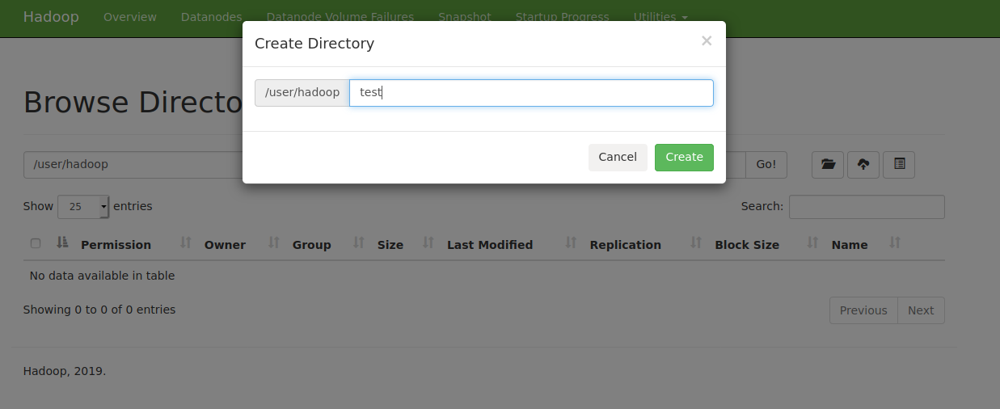 Hadoop Overview Datanodes Datanode Volume Failures Snapshot Startup Progress Utilities
Create Directory ×
/user/hadoop test
Cancel Create
Browse Directo
/user/hadoop Go!
Show 25 entries Search:
Permission Owner Group Size Last Modified Replication Block Size Name
No data available in table
Showing 0 to 0 of 0 entries Previous Next
Hadoop, 2019.